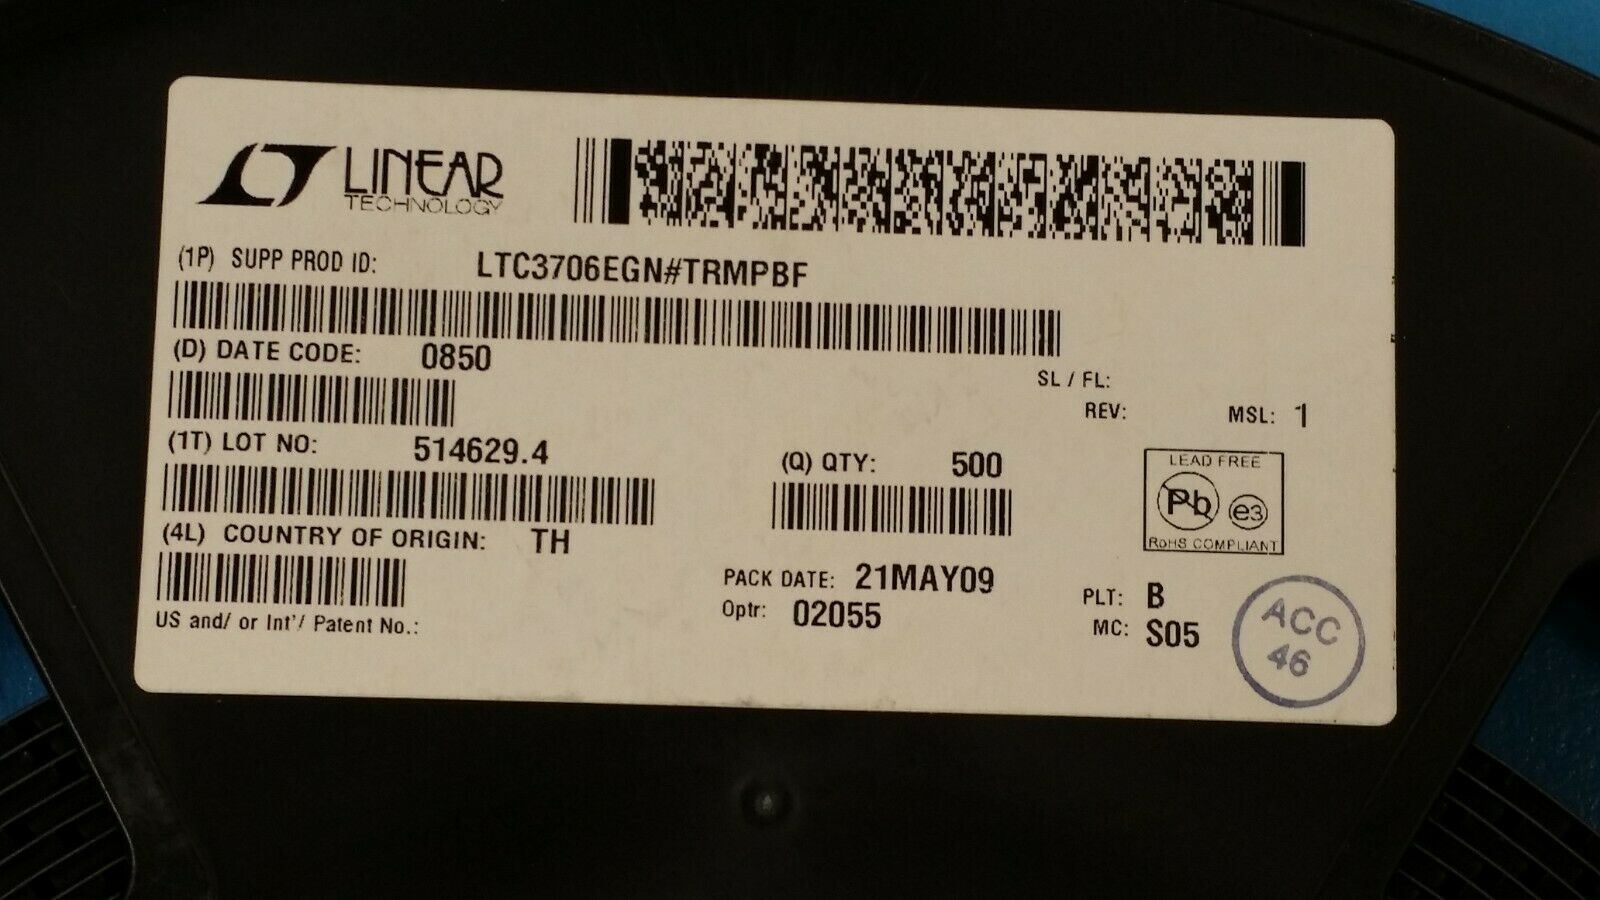 LINEAR
TECHNOLOGY
(1P) SUPP PROD ID: LTC3706EGN#TRMPBF
(D) DATE CODE: 0850
SL / FL:
REV: MSL: 1
(1T) LOT NO: 514629.4
(Q) QTY: 500
LEAD FREE
Pb e3
RoHS COMPLIANT
(4L) COUNTRY OF ORIGIN: TH
PACK DATE: 21MAY09
Optr: 02055
PLT: B
MC: S05
US and/ or Int'/ Patent No.:
ACC
46